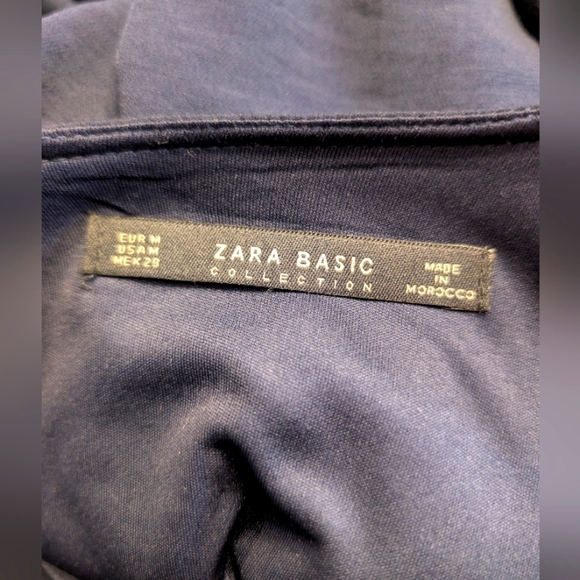 EUR M
USA M
MEX 28
ZARA BASIC
COLLECTION
MADE
IN
MOROCCO